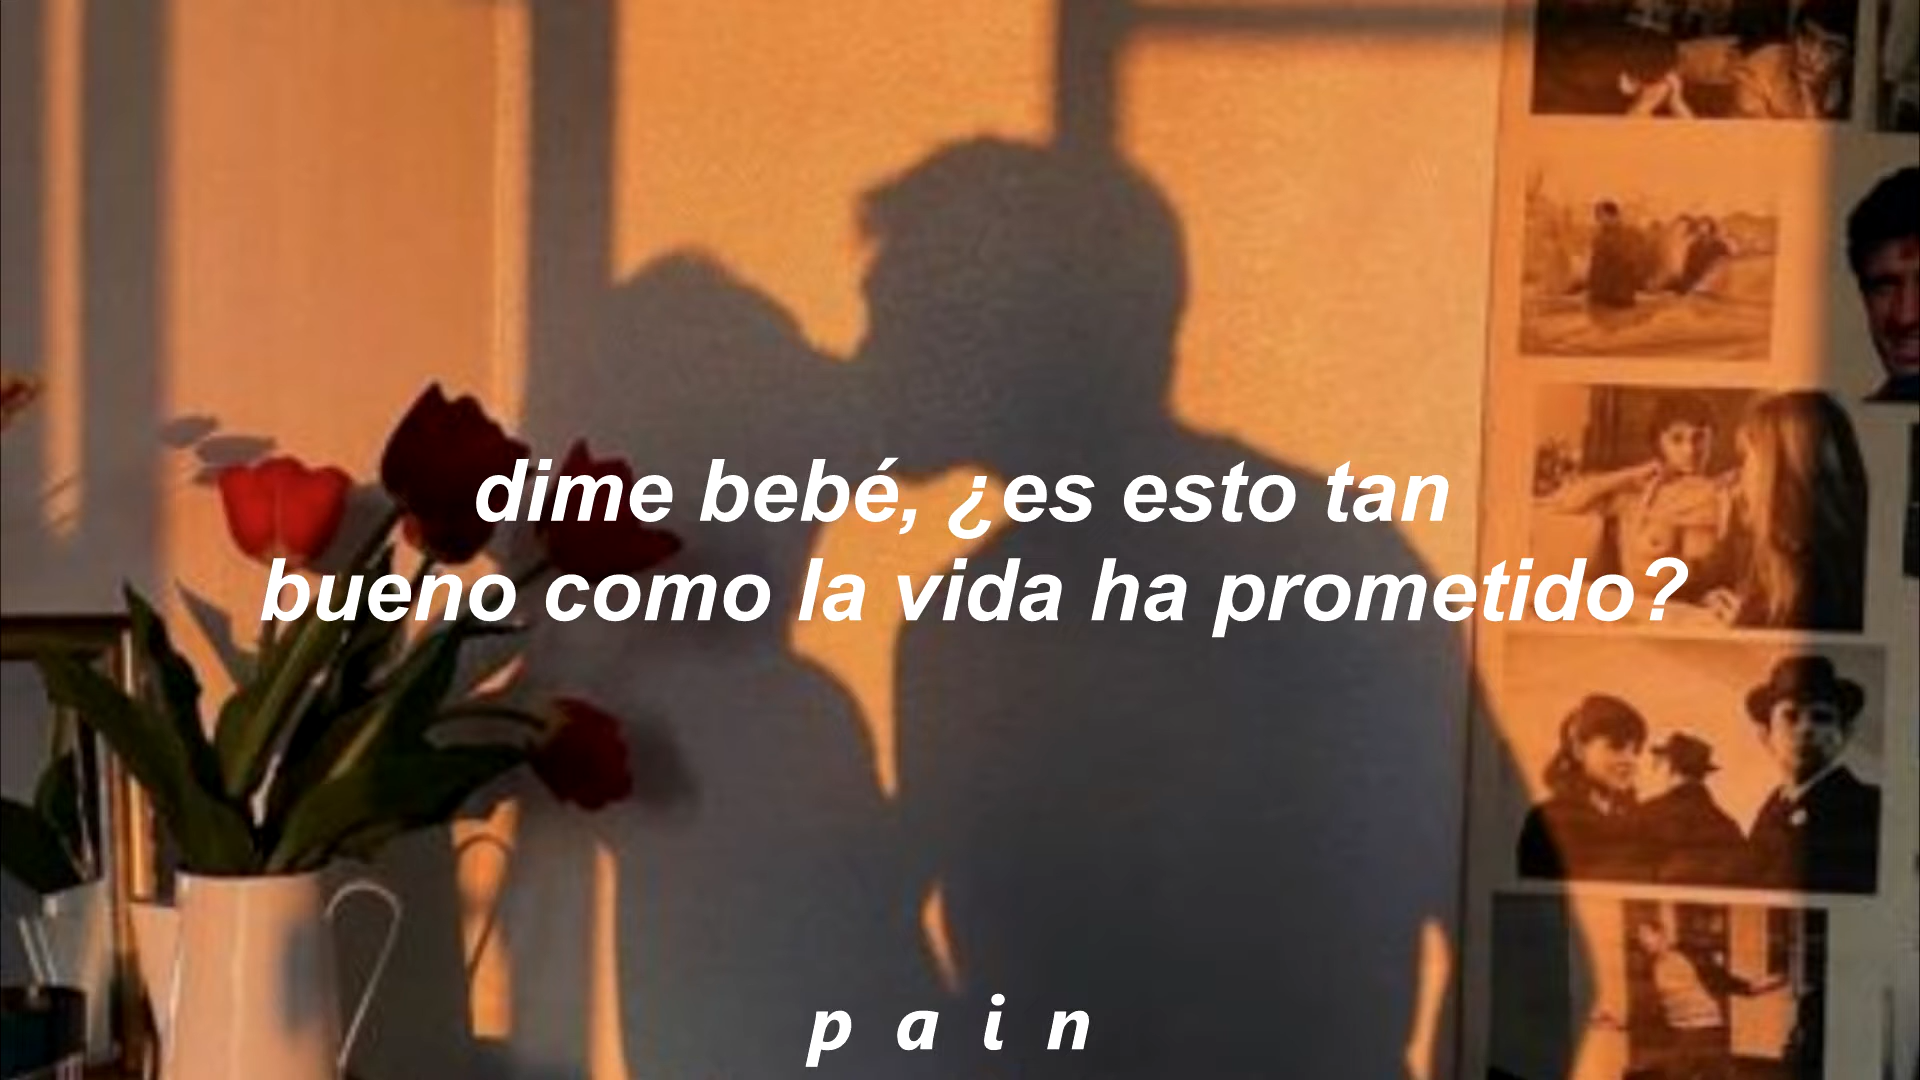 dime bebé, ¿es esto tan
bueno como la vida ha prometido?
p a i n